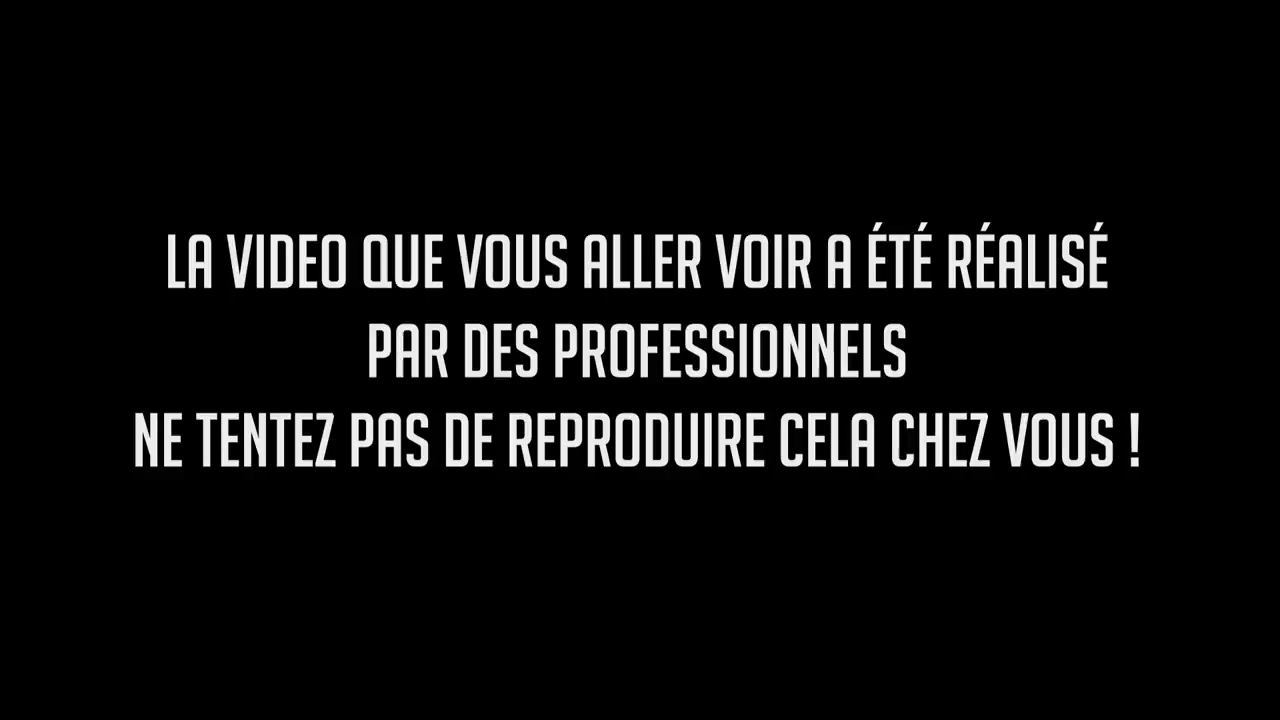 LA VIDEO QUE VOUS ALLER VOIR A ÉTÉ RÉALISÉ
PAR DES PROFESSIONNELS
NE TENTEZ PAS DE REPRODUIRE CELA CHEZ VOUS !